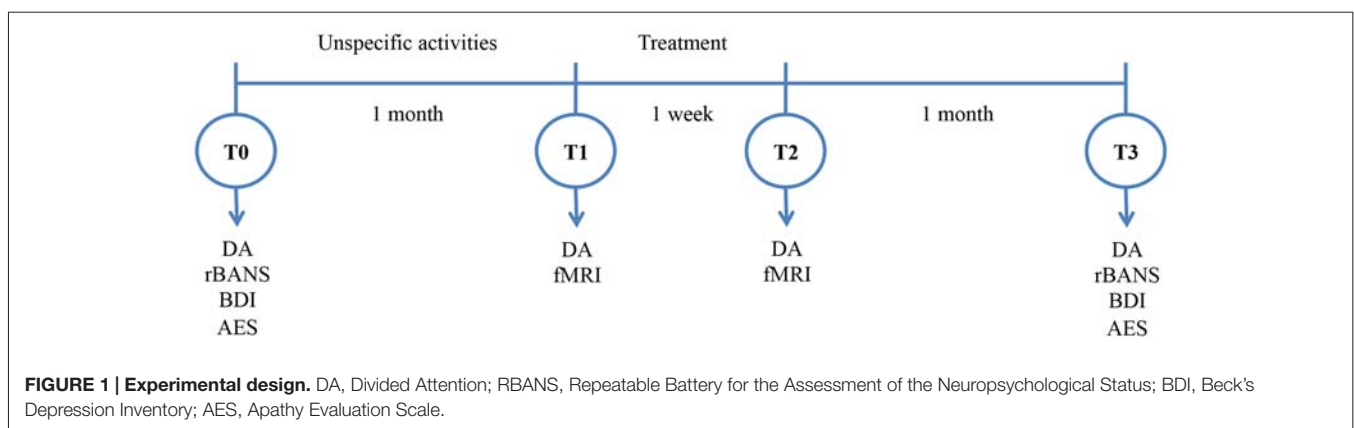 Unspecific activities Treatment
1 month 1 week 1 month
T0 T1 T2 T3
DA DA DA DA
rBANS fMRI fMRI rBANS
BDI BDI
AES AES
FIGURE 1 | Experimental design. DA, Divided Attention; RBANS, Repeatable Battery for the Assessment of the Neuropsychological Status; BDI, Beck's
Depression Inventory; AES, Apathy Evaluation Scale.